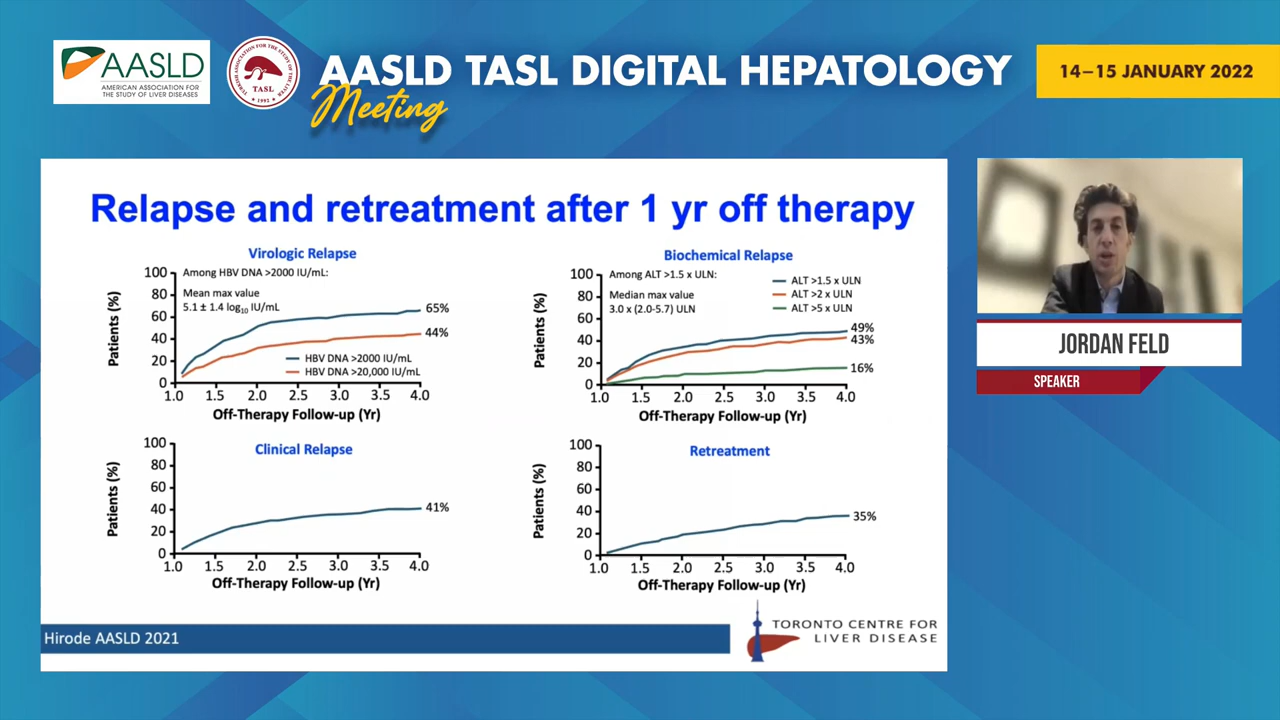 AASLD
AMERICAN ASSOCIATION FOR
THE STUDY OF LIVER DISEASES
TASL
1992
AASLD TASL DIGITAL HEPATOLOGY
Meeting
14–15 JANUARY 2022
Relapse and retreatment after 1 yr off therapy
Virologic Relapse
Patients (%)
100
80
60
40
20
0
Among HBV DNA >2000 IU/mL:
Mean max value
5.1 ± 1.4 log10 IU/mL
65%
44%
HBV DNA >2000 IU/mL
HBV DNA >20,000 IU/mL
1.0 1.5 2.0 2.5 3.0 3.5 4.0
Off-Therapy Follow-up (Yr)
Biochemical Relapse
Patients (%)
100
80
60
40
20
0
Among ALT >1.5 x ULN:
Median max value
3.0 x (2.0-5.7) ULN
ALT >1.5 x ULN
ALT >2 x ULN
ALT >5 x ULN
49%
43%
16%
1.0 1.5 2.0 2.5 3.0 3.5 4.0
Off-Therapy Follow-up (Yr)
Clinical Relapse
Patients (%)
100
80
60
40
20
0
41%
1.0 1.5 2.0 2.5 3.0 3.5 4.0
Off-Therapy Follow-up (Yr)
Retreatment
Patients (%)
100
80
60
40
20
0
35%
1.0 1.5 2.0 2.5 3.0 3.5 4.0
Off-Therapy Follow-up (Yr)
Hirode AASLD 2021
TORONTO CENTRE FOR
LIVER DISEASE
JORDAN FELD
SPEAKER